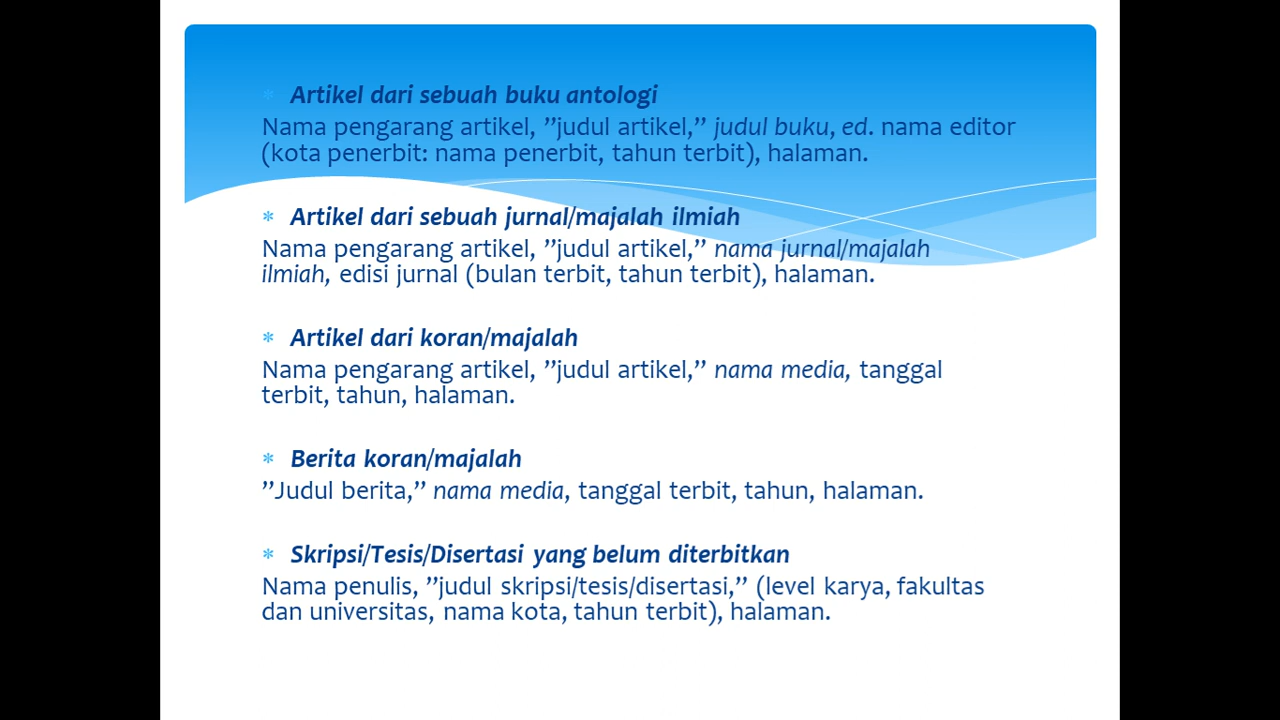 * Artikel dari sebuah buku antologi
Nama pengarang artikel, ”judul artikel,” judul buku, ed. nama editor
(kota penerbit: nama penerbit, tahun terbit), halaman.
* Artikel dari sebuah jurnal/majalah ilmiah
Nama pengarang artikel, ”judul artikel,” nama jurnal/majalah
ilmiah, edisi jurnal (bulan terbit, tahun terbit), halaman.
* Artikel dari koran/majalah
Nama pengarang artikel, ”judul artikel,” nama media, tanggal
terbit, tahun, halaman.
* Berita koran/majalah
”Judul berita,” nama media, tanggal terbit, tahun, halaman.
* Skripsi/Tesis/Disertasi yang belum diterbitkan
Nama penulis, ”judul skripsi/tesis/disertasi,” (level karya, fakultas
dan universitas, nama kota, tahun terbit), halaman.